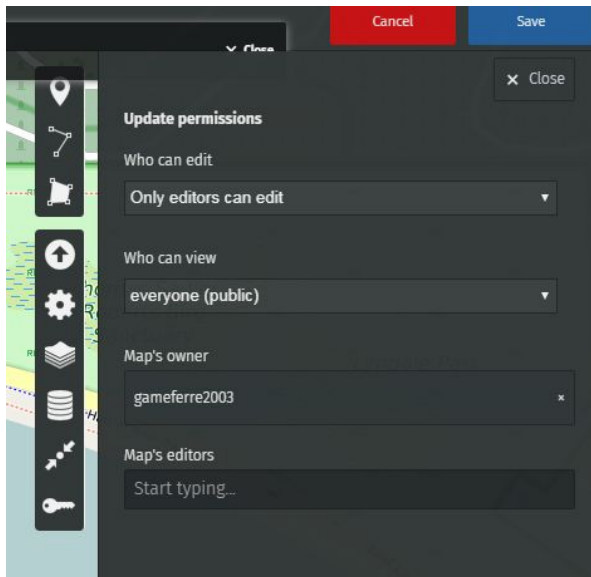 Cancel
Save
× Close
× Close
Update permissions
Who can edit
Only editors can edit
Who can view
everyone (public)
Map's owner
gameferre2003
×
Map's editors
Start typing...